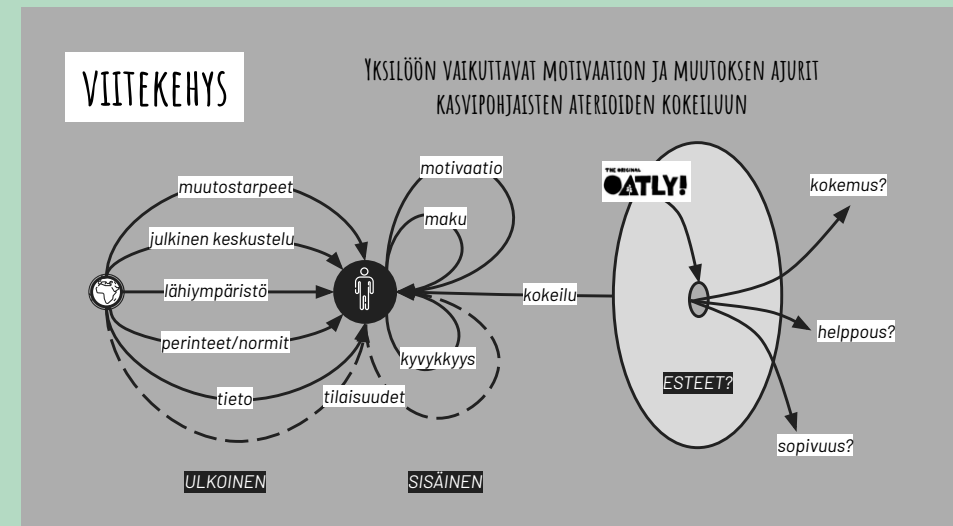 VIITEKEHYS
YKSILÖÖN VAIKUTTAVAT MOTIVAATION JA MUUTOKSEN AJURIT
KASVIPOHJAISTEN ATERIOIDEN KOKEILUUN
muutostarpeet
julkinen keskustelu
lähiympäristö
perinteet/normit
tieto
tilaisuudet
motivaatio
maku
kyvykkyys
kokeilu
THE ORIGINAL
OATLY!
ESTEET?
kokemus?
helppous?
sopivuus?
ULKOINEN
SISÄINEN